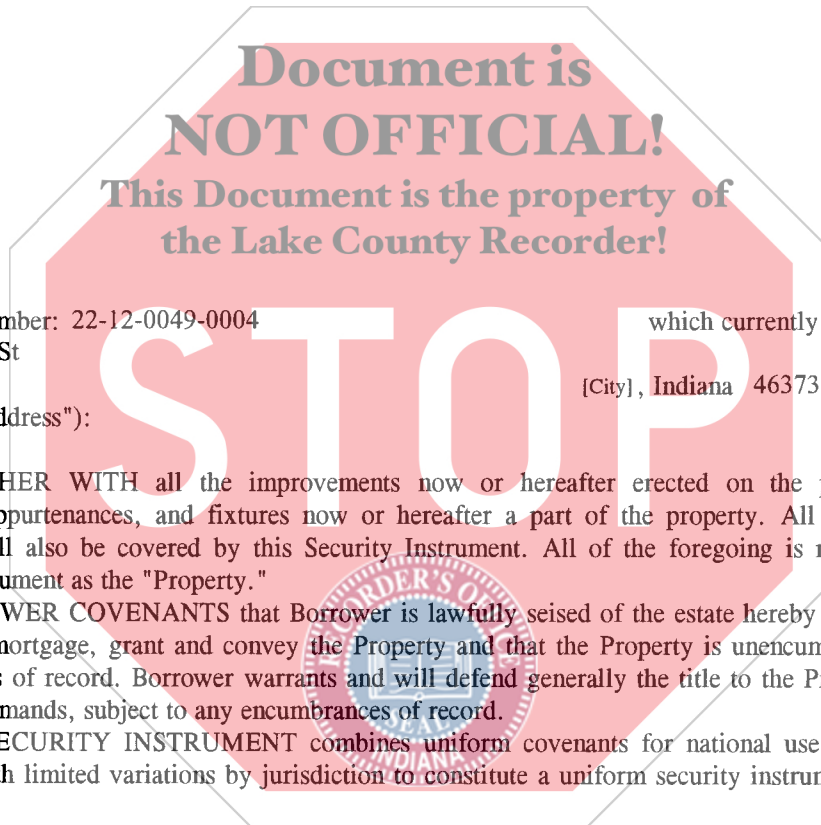 Document is
NOT OFFICIAL!
This Document is the property of
the Lake County Recorder!
STOP
mber: 22-12-0049-0004 which currently
St
[City], Indiana 46373
ddress"):
HER WITH all the improvements now or hereafter erected on the
ppurtenances, and fixtures now or hereafter a part of the property. All
ll also be covered by this Security Instrument. All of the foregoing is
ument as the "Property."
WER COVENANTS that Borrower is lawfully seised of the estate hereby
mortgage, grant and convey the Property and that the Property is unencum
s of record. Borrower warrants and will defend generally the title to the P
mands, subject to any encumbrances of record.
ECURITY INSTRUMENT combines uniform covenants for national use
h limited variations by jurisdiction to constitute a uniform security instrum
RECORDER'S OFFICE
SEAL
INDIANA